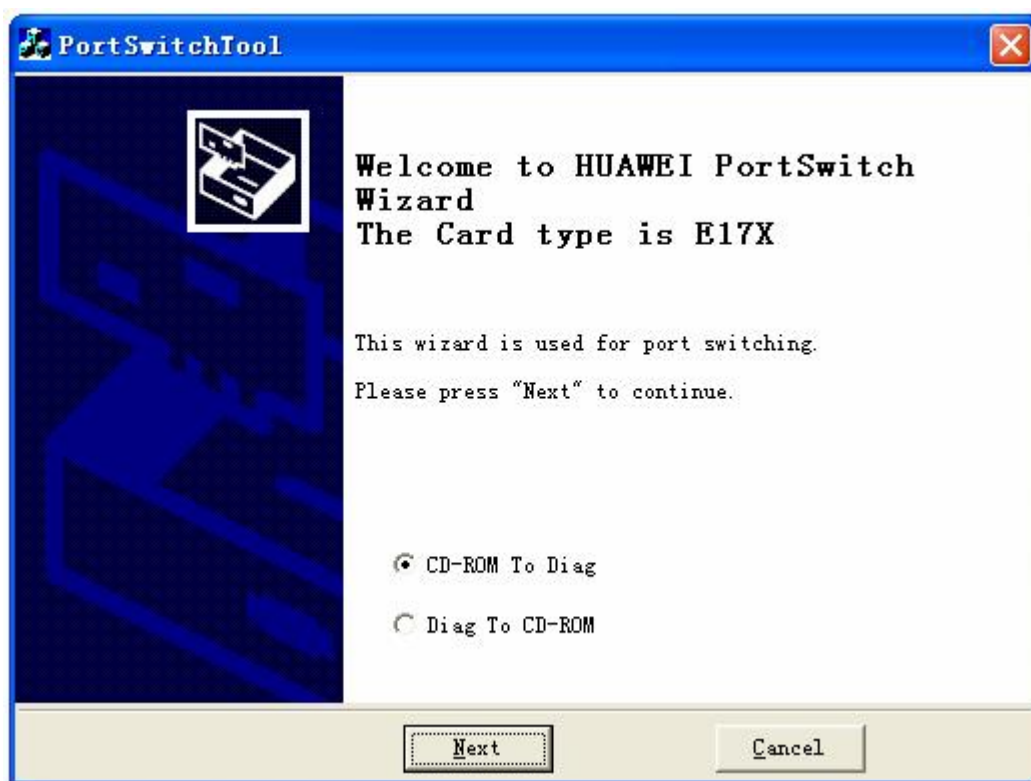 PortSwitchTool
Welcome to HUAWEI PortSwitch
Wizard
The Card type is E17X
This wizard is used for port switching.
Please press "Next" to continue.
CD-ROM To Diag
Diag To CD-ROM
Next
Cancel